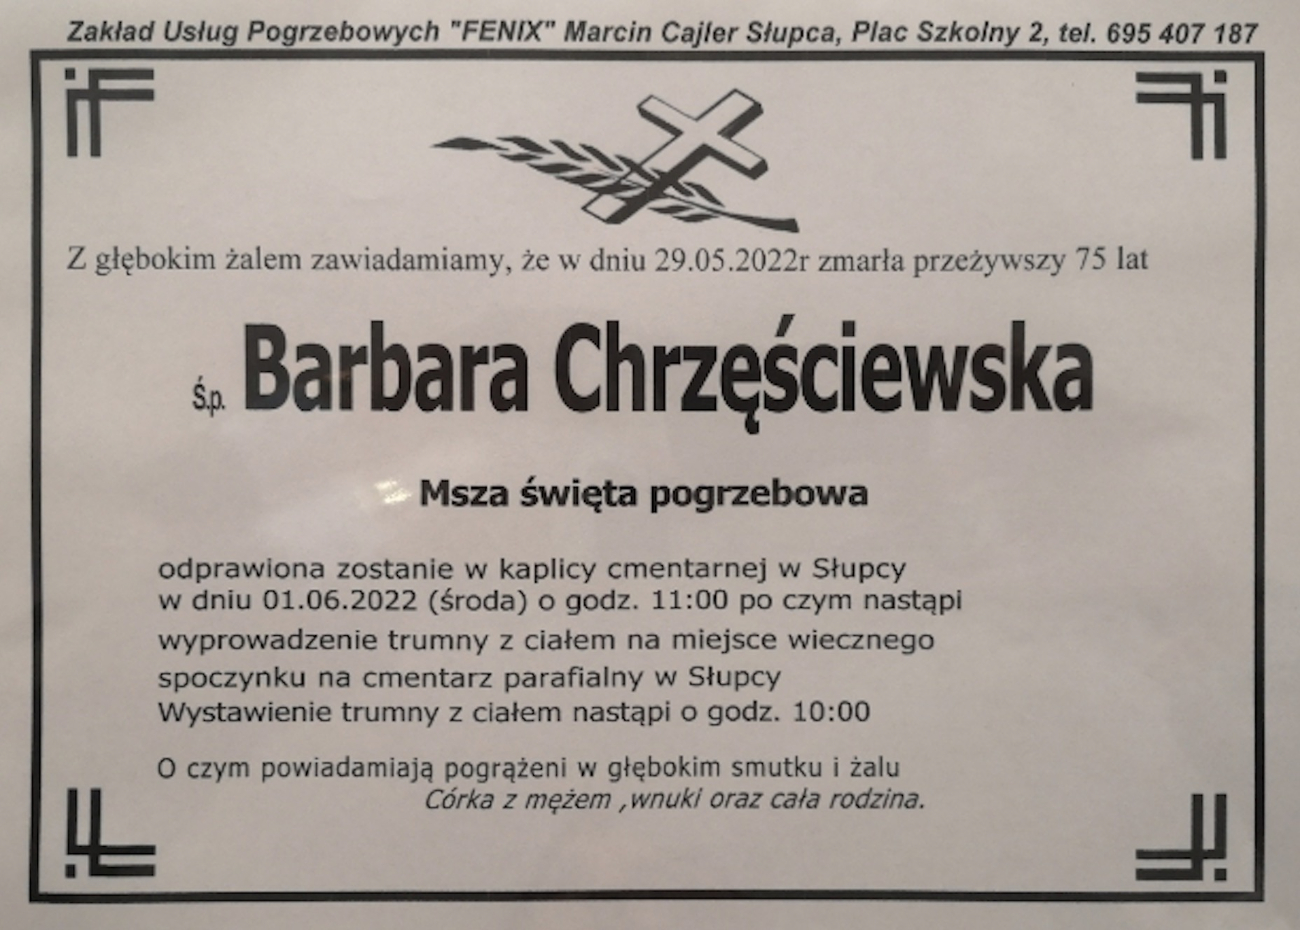 Zakład Usług Pogrzebowych "FENIX" Marcin Cajler Słupca, Plac Szkolny 2, tel. 695 407 187
Z głębokim żalem zawiadamiamy, że w dniu 29.05.2022r zmarła przeżywszy 75 lat
Ś.p. Barbara Chrzęściewska
Msza święta pogrzebowa
odprawiona zostanie w kaplicy cmentarnej w Słupcy
w dniu 01.06.2022 (środa) o godz. 11:00 po czym nastąpi
wyprowadzenie trumny z ciałem na miejsce wiecznego
spoczynku na cmentarz parafialny w Słupcy
Wystawienie trumny z ciałem nastąpi o godz. 10:00
O czym powiadamiają pogrążeni w głębokim smutku i żalu
Córka z mężem ,wnuki oraz cała rodzina.